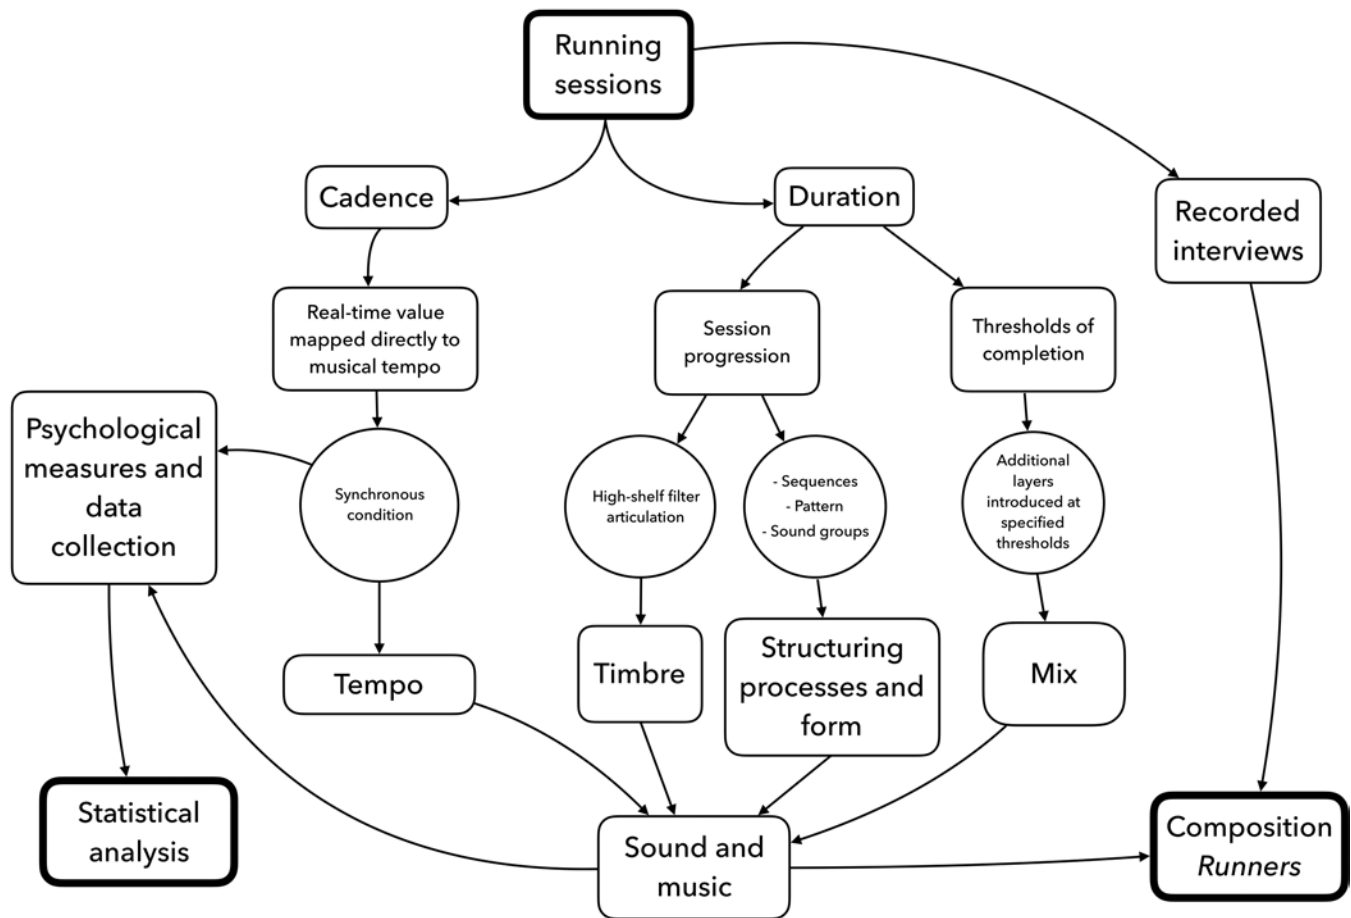 Running
sessions
Cadence
Duration
Recorded
interviews
Real-time value
mapped directly to
musical tempo
Session
progression
Thresholds of
completion
Psychological
measures and
data
collection
Synchronous
condition
High-shelf filter
articulation
- Sequences
- Pattern
- Sound groups
Additional
layers
introduced at
specified
thresholds
Tempo
Timbre
Structuring
processes and
form
Mix
Statistical
analysis
Sound and
music
Composition
Runners